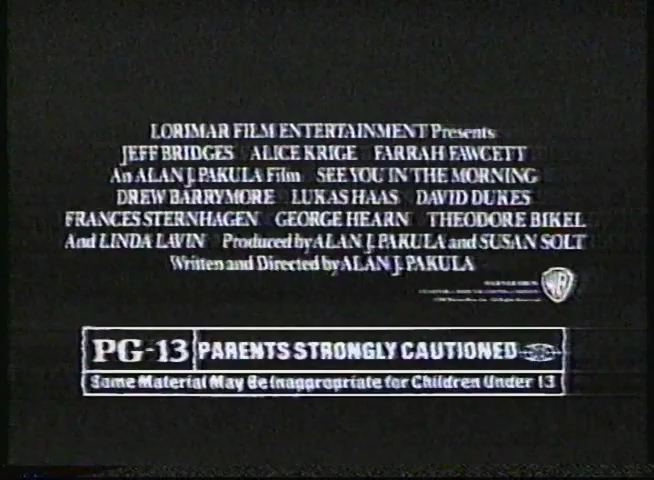 LORIMAR FILM ENTERTAINMENT Presents
JEFF BRIDGES ALICE KRIGE FARRAH FAWCETT
An ALAN J. PAKULA Film SEE YOU IN THE MORNING
DREW BARRYMORE LUKAS HAAS DAVID DUKES
FRANCES STERNHAGEN GEORGE HEARN THEODORE BIKEL
And LINDA LAVIN Produced by ALAN J. PAKULA and SUSAN SOLT
Written and Directed by ALAN J. PAKULA
WB
PG-13 PARENTS STRONGLY CAUTIONED
Some Material May Be Inappropriate for Children Under 13